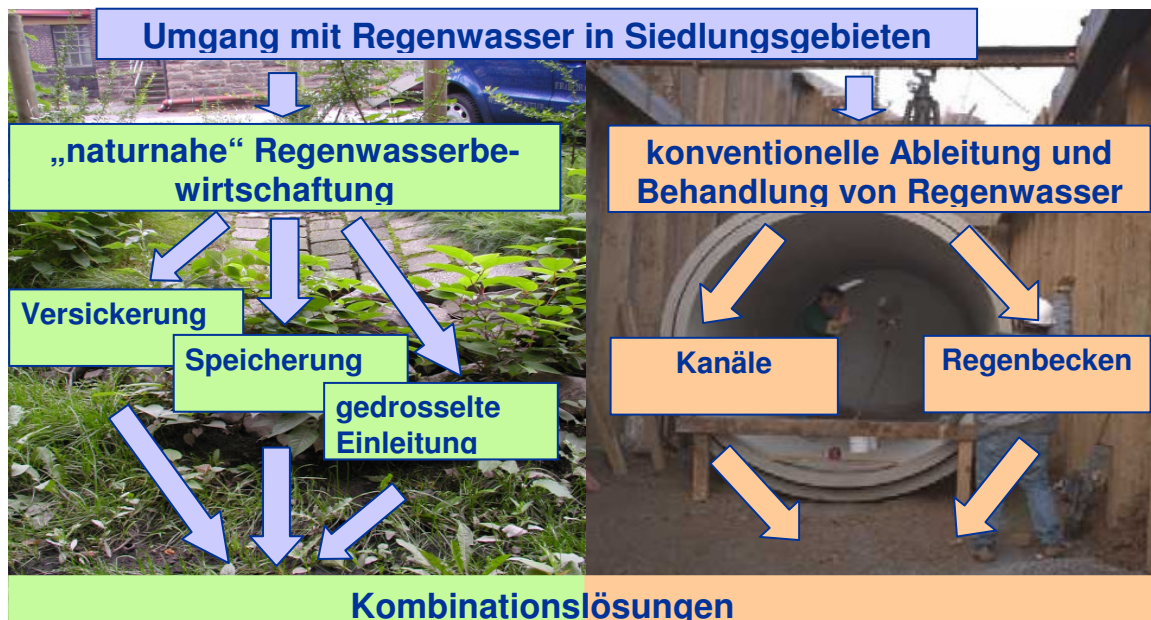 Umgang mit Regenwasser in Siedlungsgebieten
„naturnahe“ Regenwasserbe-
wirtschaftung
konventionelle Ableitung und
Behandlung von Regenwasser
Versickerung
Speicherung
gedrosselte
Einleitung
Kanäle
Regenbecken
Kombinationslösungen